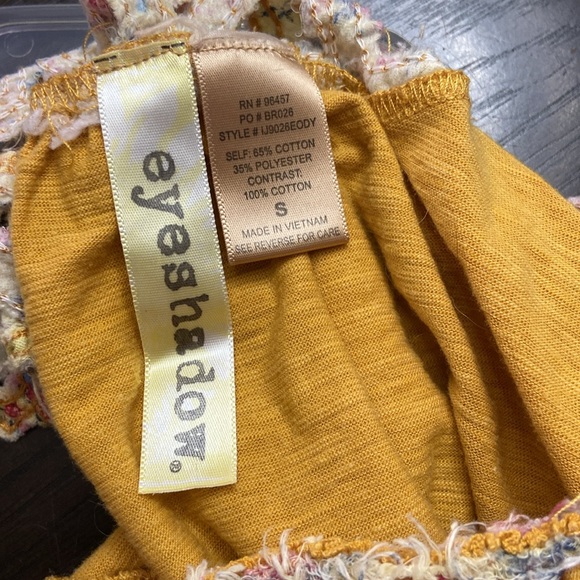 eyeshadow®
RN # 96457
PO # BR026
STYLE # IJ9026EODY
SELF: 65% COTTON
35% POLYESTER
CONTRAST:
100% COTTON
S
MADE IN VIETNAM
SEE REVERSE FOR CARE